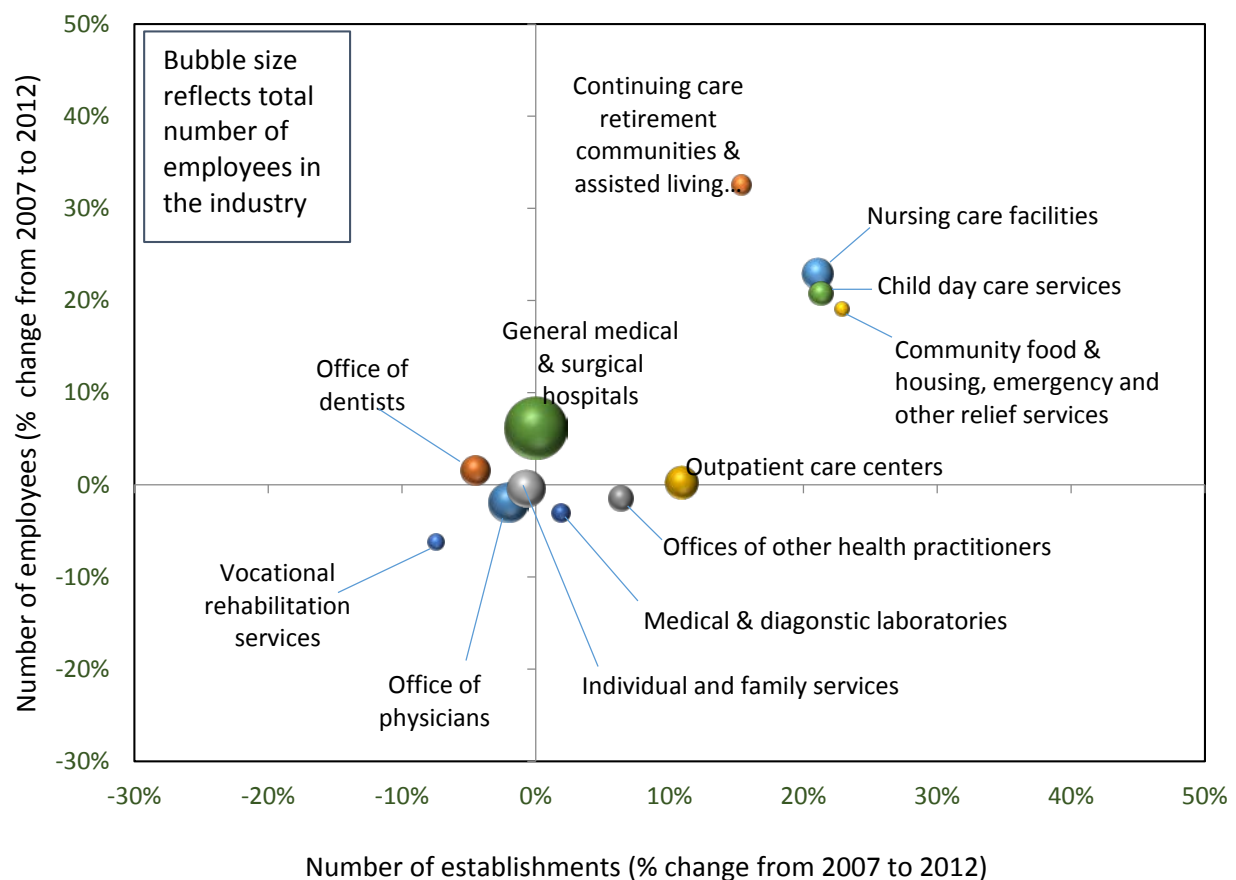 50%
40%
30%
20%
10%
0%
-10%
-20%
-30%
Number of employees (% change from 2007 to 2012)
Bubble size
reflects total
number of
employees in
the industry
Continuing care
retirement
communities &
assisted living...
Nursing care facilities
Child day care services
Community food &
housing, emergency and
other relief services
General medical
& surgical
hospitals
Office of
dentists
Outpatient care centers
Offices of other health practitioners
Vocational
rehabilitation
services
Medical & diagonstic laboratories
Office of
physicians
Individual and family services
-30% -20% -10% 0% 10% 20% 30% 40% 50%
Number of establishments (% change from 2007 to 2012)